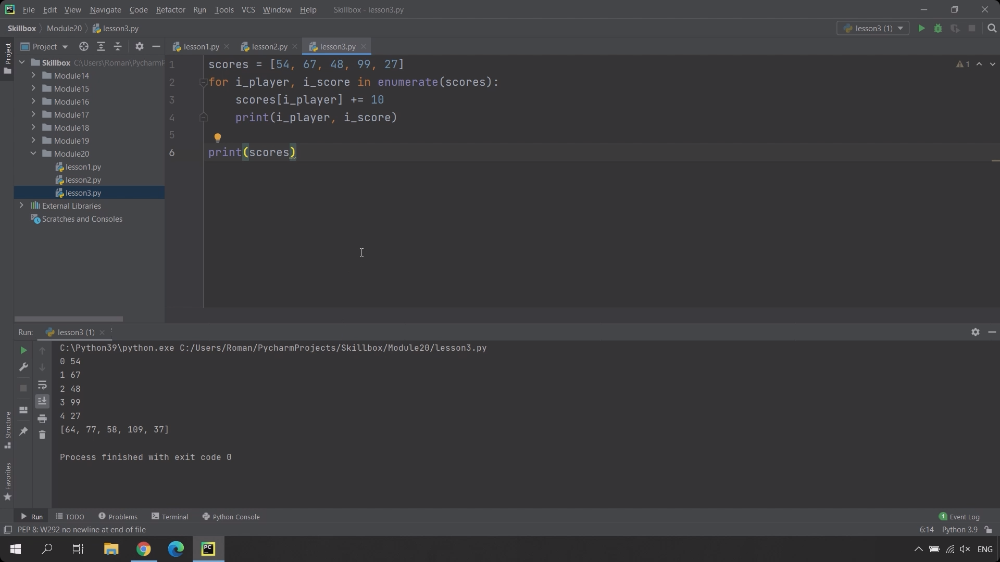 File Edit View Navigate Code Refactor Run Tools VCS Window Help Skillbox - lesson3.py
Skillbox Module20 lesson3.py lesson3 (1)
Project lesson1.py lesson2.py lesson3.py
Project
Skillbox C:\Users\Roman\PycharmP
Module14
Module15
Module16
Module17
Module18
Module19
Module20
lesson1.py
lesson2.py
lesson3.py
External Libraries
Scratches and Consoles
1 scores = [54, 67, 48, 99, 27]
2 for i_player, i_score in enumerate(scores):
3 scores[i_player] += 10
4 print(i_player, i_score)
5
6 print(scores)
1
Run: lesson3 (1)
C:\Python39\python.exe C:/Users/Roman/PycharmProjects/Skillbox/Module20/lesson3.py
0 54
1 67
2 48
3 99
4 27
[64, 77, 58, 109, 37]
Process finished with exit code 0
Structure
Favorites
Run TODO Problems Terminal Python Console 1 Event Log
PEP 8: W292 no newline at end of file 6:14 Python 3.9
PC ENG